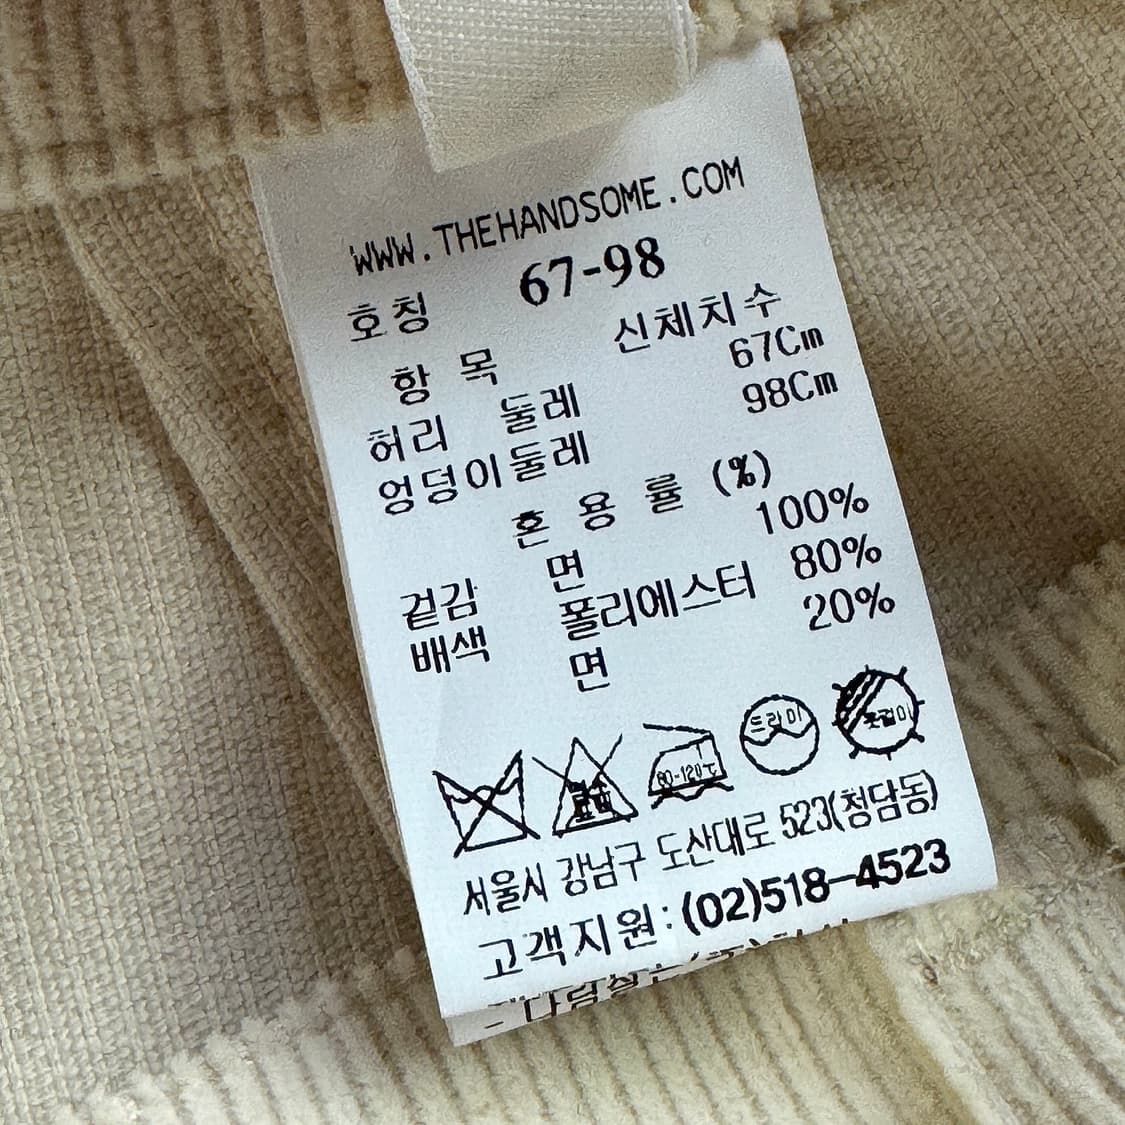 WWW.THEHANDSOME.COM
호칭 67-98
항 목 신체치수
허리 둘레 67Cm
엉덩이둘레 98Cm
혼 용 률 (%)
겉감 면 100%
배색 폴리에스터 80%
면 20%
80-120℃ 드라이 옷걸이
서울시 강남구 도산대로 523(청담동)
고객지원:(02)518-4523